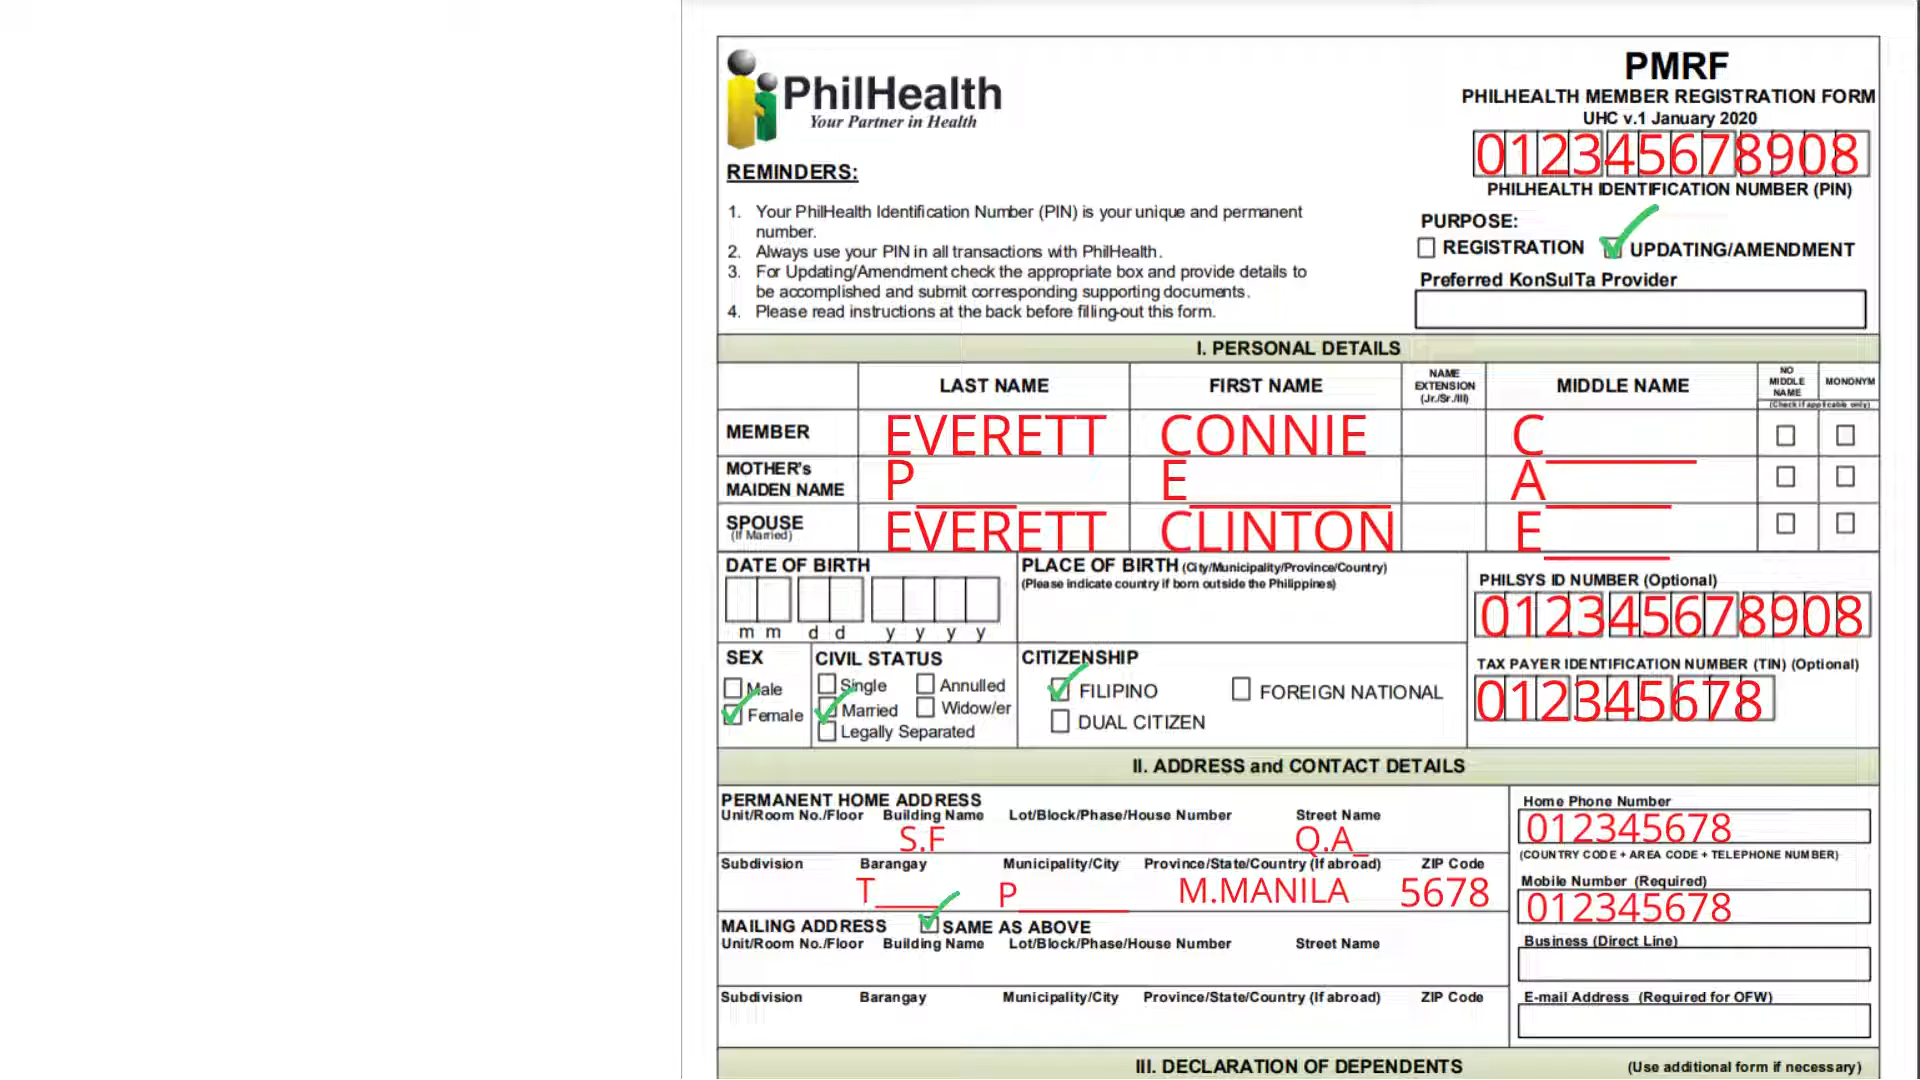 PhilHealth
Your Partner in Health
PMRF
PHILHEALTH MEMBER REGISTRATION FORM
UHC v.1 January 2020
012345678908
PHILHEALTH IDENTIFICATION NUMBER (PIN)
REMINDERS:
1. Your PhilHealth Identification Number (PIN) is your unique and permanent
number.
2. Always use your PIN in all transactions with PhilHealth.
3. For Updating/Amendment check the appropriate box and provide details to
be accomplished and submit corresponding supporting documents.
4. Please read instructions at the back before filling-out this form.
PURPOSE:
REGISTRATION UPDATING/AMENDMENT
Preferred KonSulTa Provider
I. PERSONAL DETAILS
LAST NAME FIRST NAME NAME EXTENSION (Jr./Sr./III) MIDDLE NAME NO MIDDLE NAME MONONYM
(Check if applicable only)
MEMBER EVERETT CONNIE C______
MOTHER's MAIDEN NAME P____ E________ A_____
SPOUSE (If Married) EVERETT CLINTON E_____
DATE OF BIRTH
m m d d y y y y
PLACE OF BIRTH (City/Municipality/Province/Country)
(Please indicate country if born outside the Philippines)
PHILSYS ID NUMBER (Optional)
012345678908
SEX
Male
Female
CIVIL STATUS
Single Annulled
Married Widow/er
Legally Separated
CITIZENSHIP
FILIPINO FOREIGN NATIONAL
DUAL CITIZEN
TAX PAYER IDENTIFICATION NUMBER (TIN) (Optional)
012345678
II. ADDRESS and CONTACT DETAILS
PERMANENT HOME ADDRESS
Unit/Room No./Floor Building Name Lot/Block/Phase/House Number Street Name
S.F Q.A_
Subdivision Barangay Municipality/City Province/State/Country (If abroad) ZIP Code
T____ P_______ M.MANILA 5678
MAILING ADDRESS SAME AS ABOVE
Unit/Room No./Floor Building Name Lot/Block/Phase/House Number Street Name
Subdivision Barangay Municipality/City Province/State/Country (If abroad) ZIP Code
Home Phone Number
012345678
(COUNTRY CODE + AREA CODE + TELEPHONE NUMBER)
Mobile Number (Required)
012345678
Business (Direct Line)
E-mail Address (Required for OFW)
III. DECLARATION OF DEPENDENTS (Use additional form if necessary)